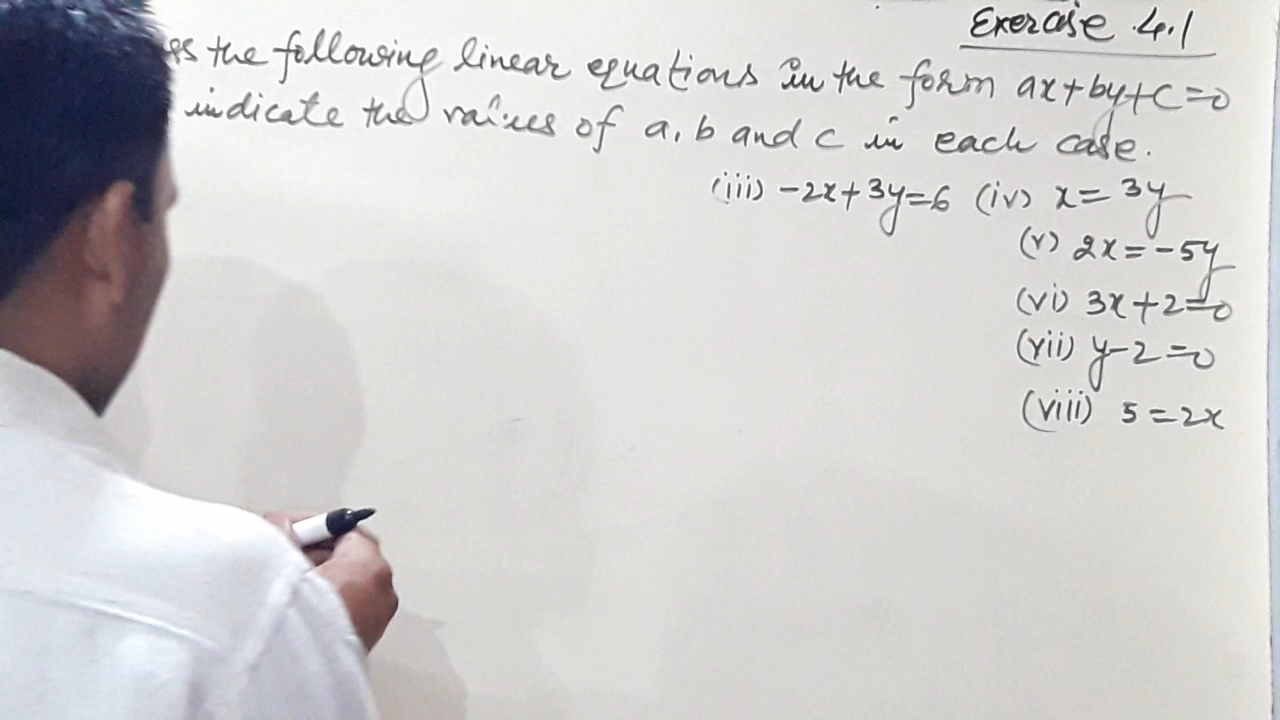 Exercise 4.1
the following linear equations in the form ax+by+c=0
indicate the values of a, b and c in each case.
(iii) -2x+3y=6 (iv) x=3y
(v) 2x=-5y
(vi) 3x+2=0
(vii) y-2=0
(viii) 5=2x